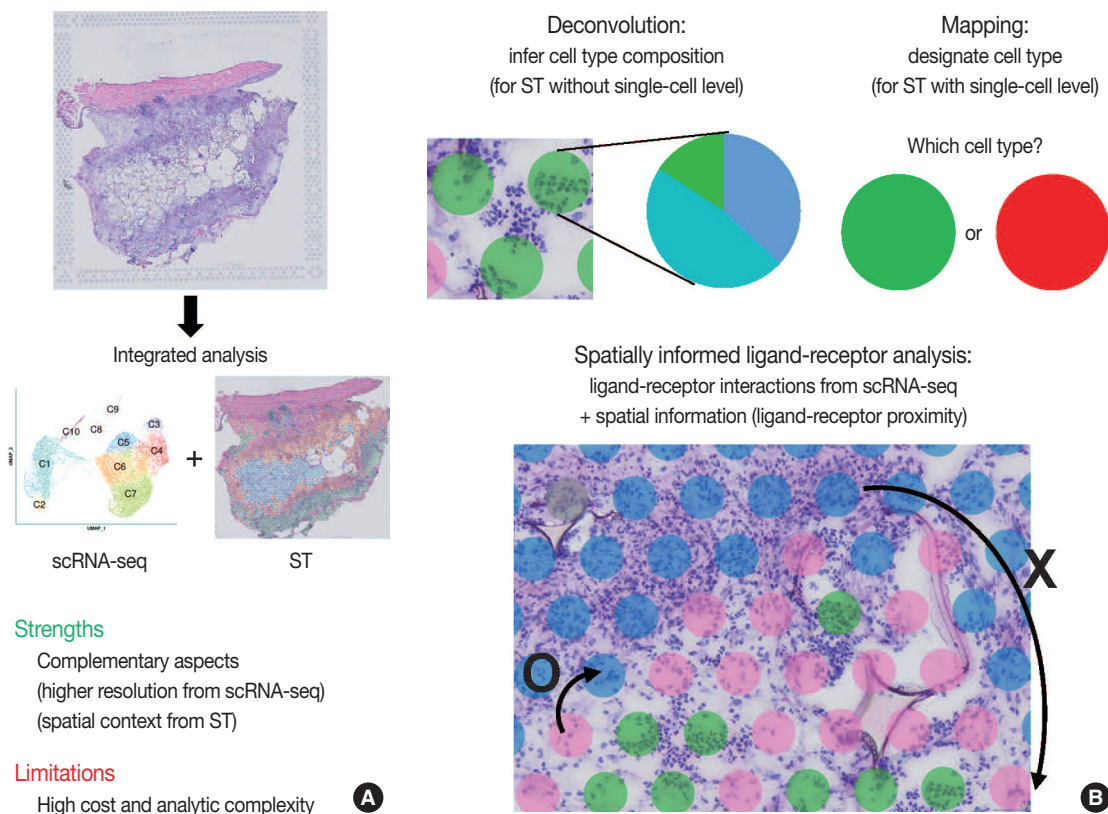 Integrated analysis
C9
C10
C8
C3
C5
C4
C1
C6
C7
C2
UMAP_2
UMAP_1
+
scRNA-seq
ST
Strengths
Complementary aspects
(higher resolution from scRNA-seq)
(spatial context from ST)
Limitations
High cost and analytic complexity
A
Deconvolution:
infer cell type composition
(for ST without single-cell level)
Mapping:
designate cell type
(for ST with single-cell level)
Which cell type?
or
Spatially informed ligand-receptor analysis:
ligand-receptor interactions from scRNA-seq
+ spatial information (ligand-receptor proximity)
X
O
B